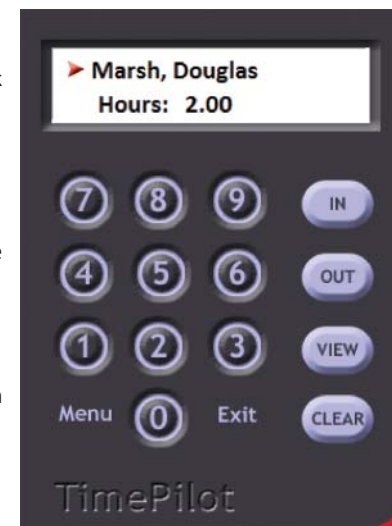 Marsh, Douglas
Hours: 2.00
7 8 9 IN
4 5 6 OUT
1 2 3 VIEW
Menu 0 Exit CLEAR
TimePilot